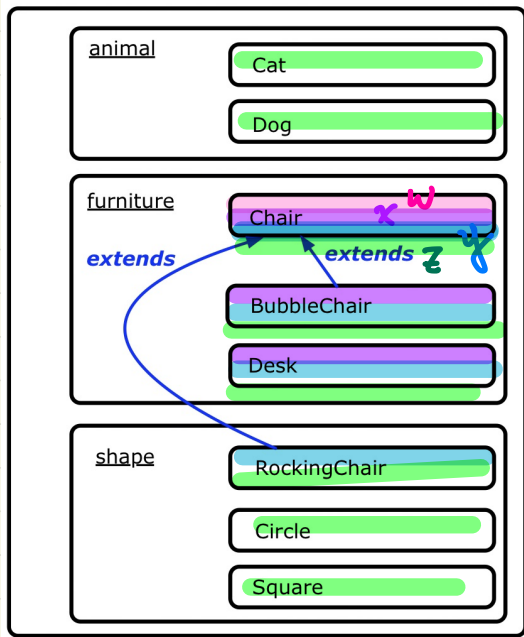 animal
Cat
Dog
furniture
Chair
x
w
y
extends
extends
z
BubbleChair
Desk
shape
RockingChair
Circle
Square